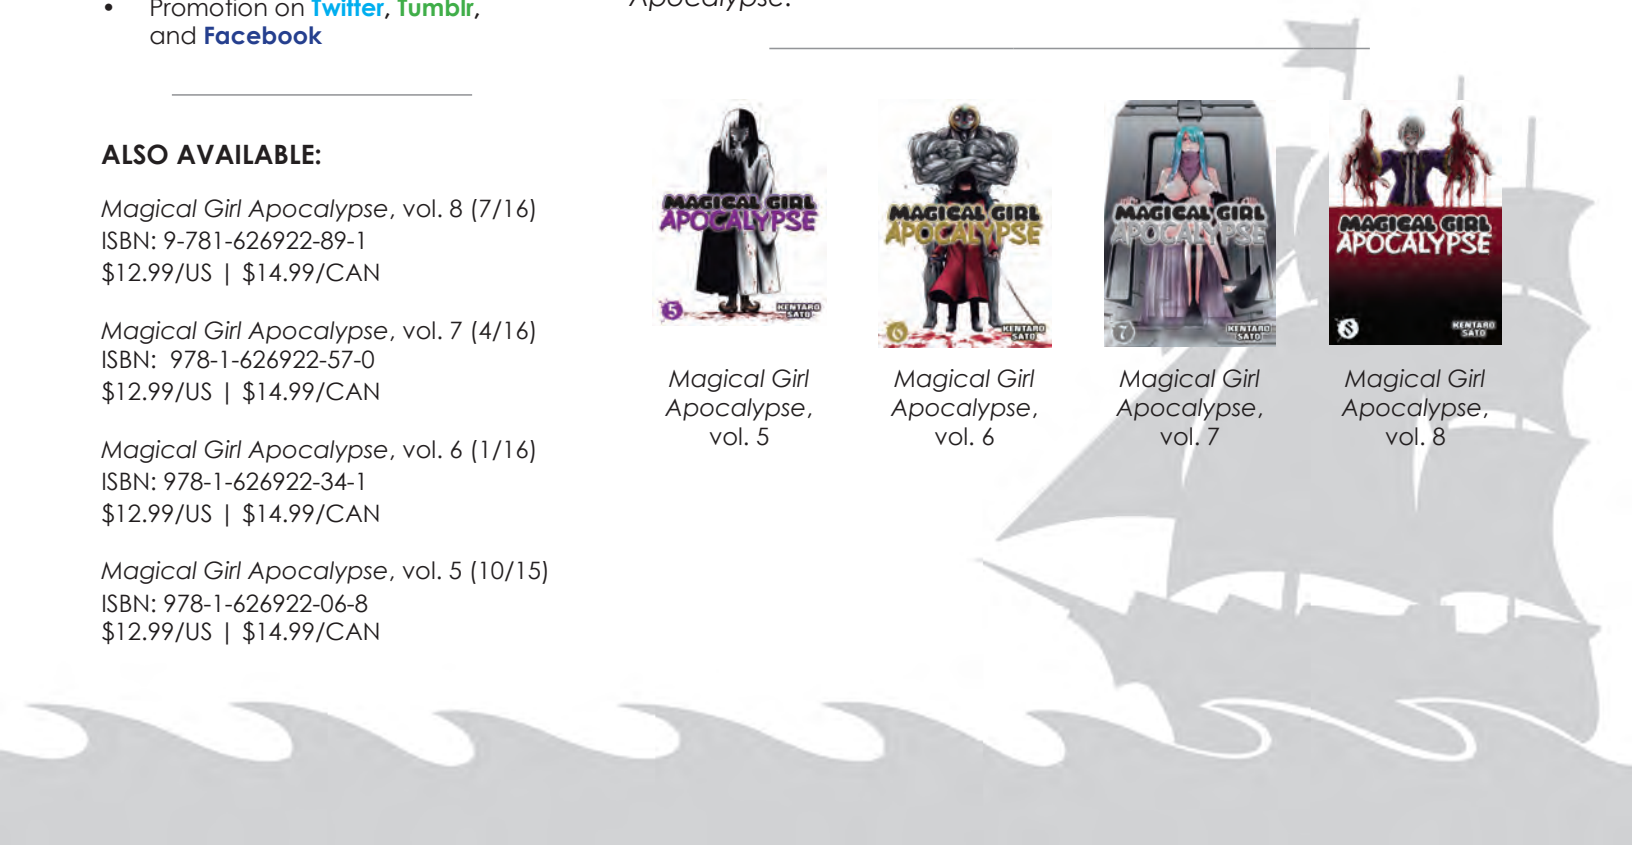 • Promotion on Twitter, Tumblr,
and Facebook
ALSO AVAILABLE:
Magical Girl Apocalypse, vol. 8 (7/16)
ISBN: 9-781-626922-89-1
$12.99/US | $14.99/CAN
Magical Girl Apocalypse, vol. 7 (4/16)
ISBN: 978-1-626922-57-0
$12.99/US | $14.99/CAN
Magical Girl Apocalypse, vol. 6 (1/16)
ISBN: 978-1-626922-34-1
$12.99/US | $14.99/CAN
Magical Girl Apocalypse, vol. 5 (10/15)
ISBN: 978-1-626922-06-8
$12.99/US | $14.99/CAN
Apocalypse.
MAGICAL GIRL
APOCALYPSE
5
KENTARO
SATO
Magical Girl
Apocalypse,
vol. 5
MAGICAL GIRL
APOCALYPSE
6
KENTARO
SATO
Magical Girl
Apocalypse,
vol. 6
MAGICAL GIRL
APOCALYPSE
7
KENTARO
SATO
Magical Girl
Apocalypse,
vol. 7
MAGICAL GIRL
APOCALYPSE
8
KENTARO
SATO
Magical Girl
Apocalypse,
vol. 8